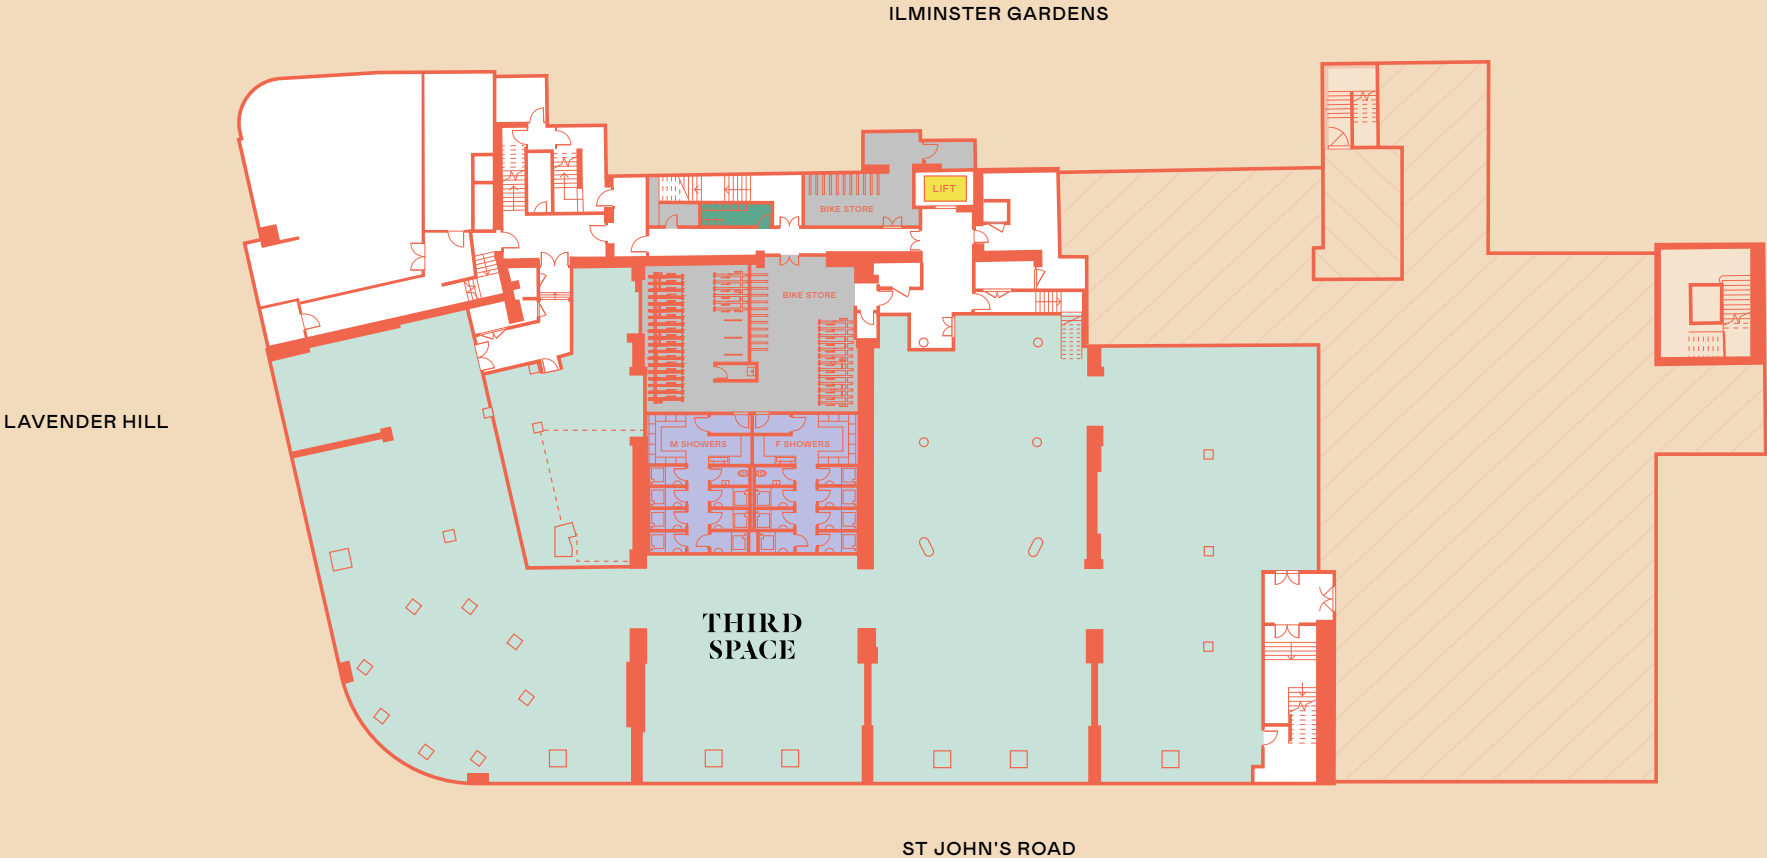 ILMINSTER GARDENS
LIFT
BIKE STORE
BIKE STORE
LAVENDER HILL
M SHOWERS
F SHOWERS
THIRD
SPACE
ST JOHN'S ROAD